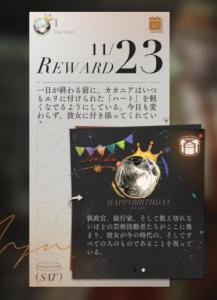 1
11/23
REWARD
一日が終わる前に、カカニアはいつ
もエリに付けられた「ハート」を軽
くなでるようにしている。今日も変
わらず、彼女に付き添ってくれてい
HAPPY BIRTHDAY
執政官、銀行家、そして数え切れな
いほどの芸術活動者たちがここに集
まり、彼女が今の時代の、そしてす
べての人のものであることを祝って
いる。
(SAT)